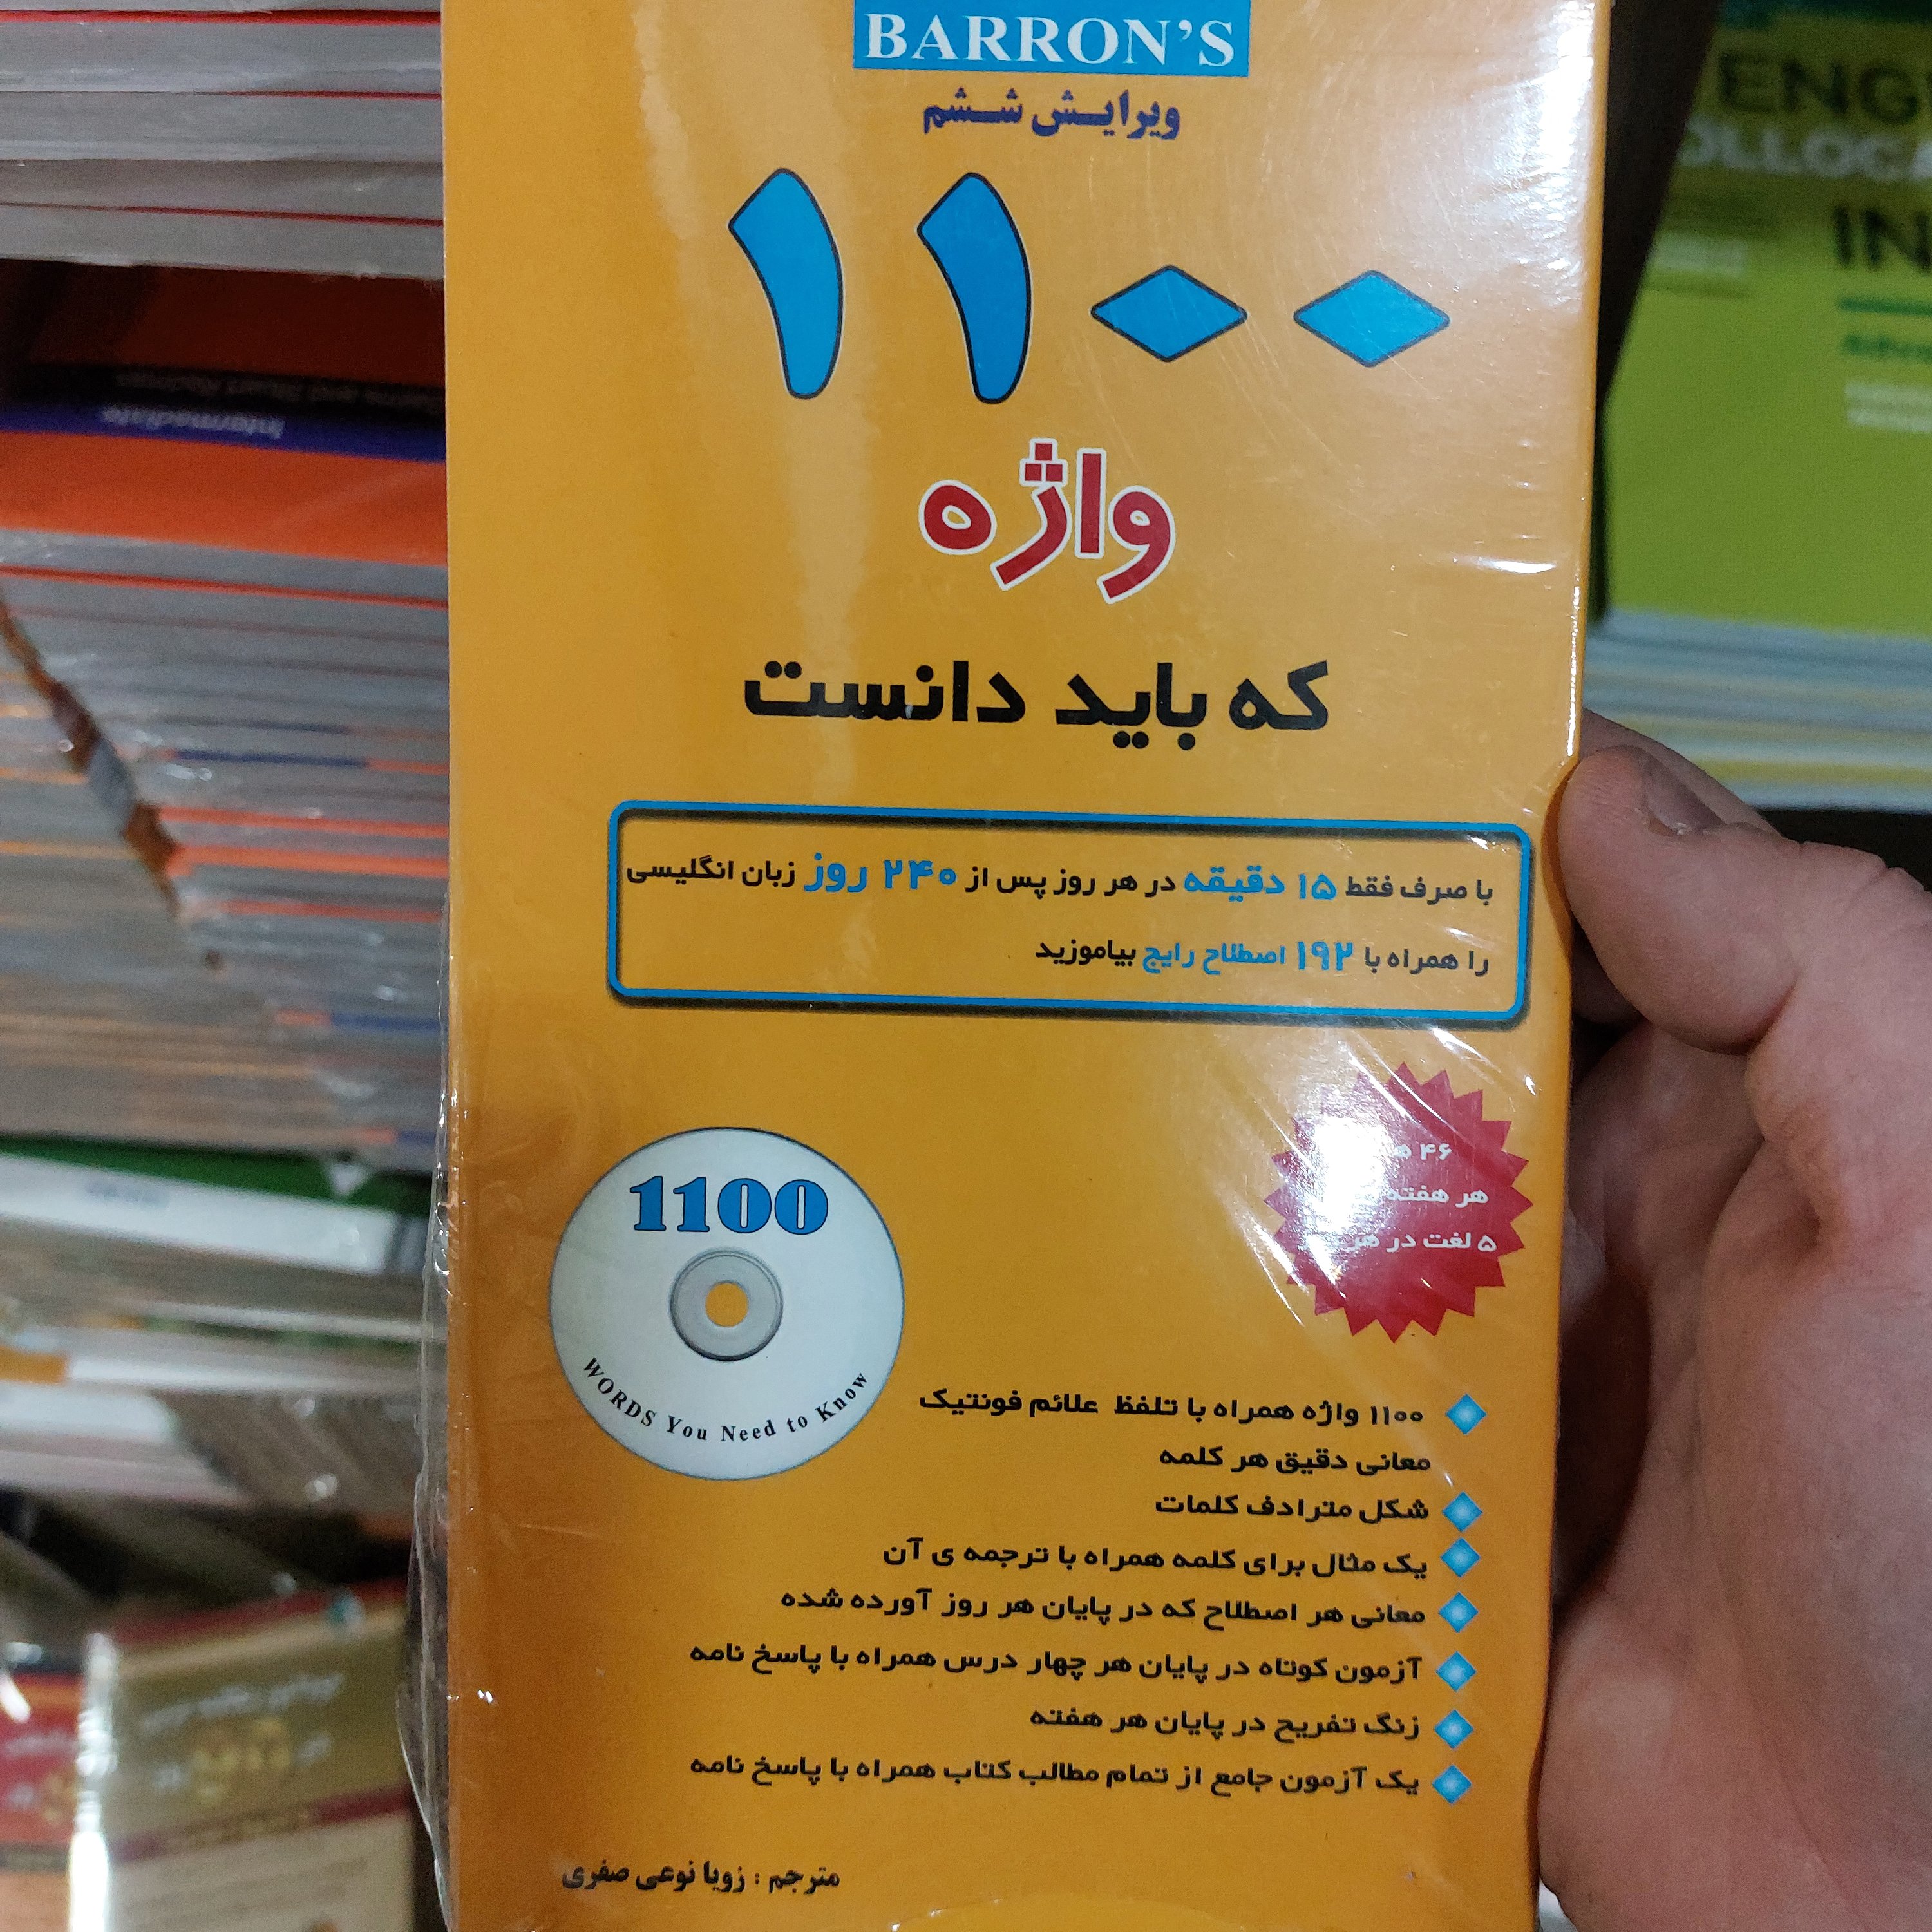 BARRON'S
ویرایش ششم
۱۱۰۰
واژه
که باید دانست
با صرف فقط ۱۵ دقیقه در هر روز پس از ۲۴۰ روز زبان انگلیسی
را همراه با ۱۹۲ اصطلاح رایج بیاموزید
۴۶
هر هفته
۵ لغت در هر
1100
WORDS You Need to Know
۱۱۰۰ واژه همراه با تلفظ علائم فونتیک
معانی دقیق هر کلمه
شکل مترادف کلمات
یک مثال برای کلمه همراه با ترجمه ی آن
معانی هر اصطلاح که در پایان هر روز آورده شده
آزمون کوتاه در پایان هر چهار درس همراه با پاسخ نامه
زنگ تفریح در پایان هر هفته
یک آزمون جامع از تمام مطالب کتاب همراه با پاسخ نامه
مترجم : زویا نوعی صفری
Intermediate